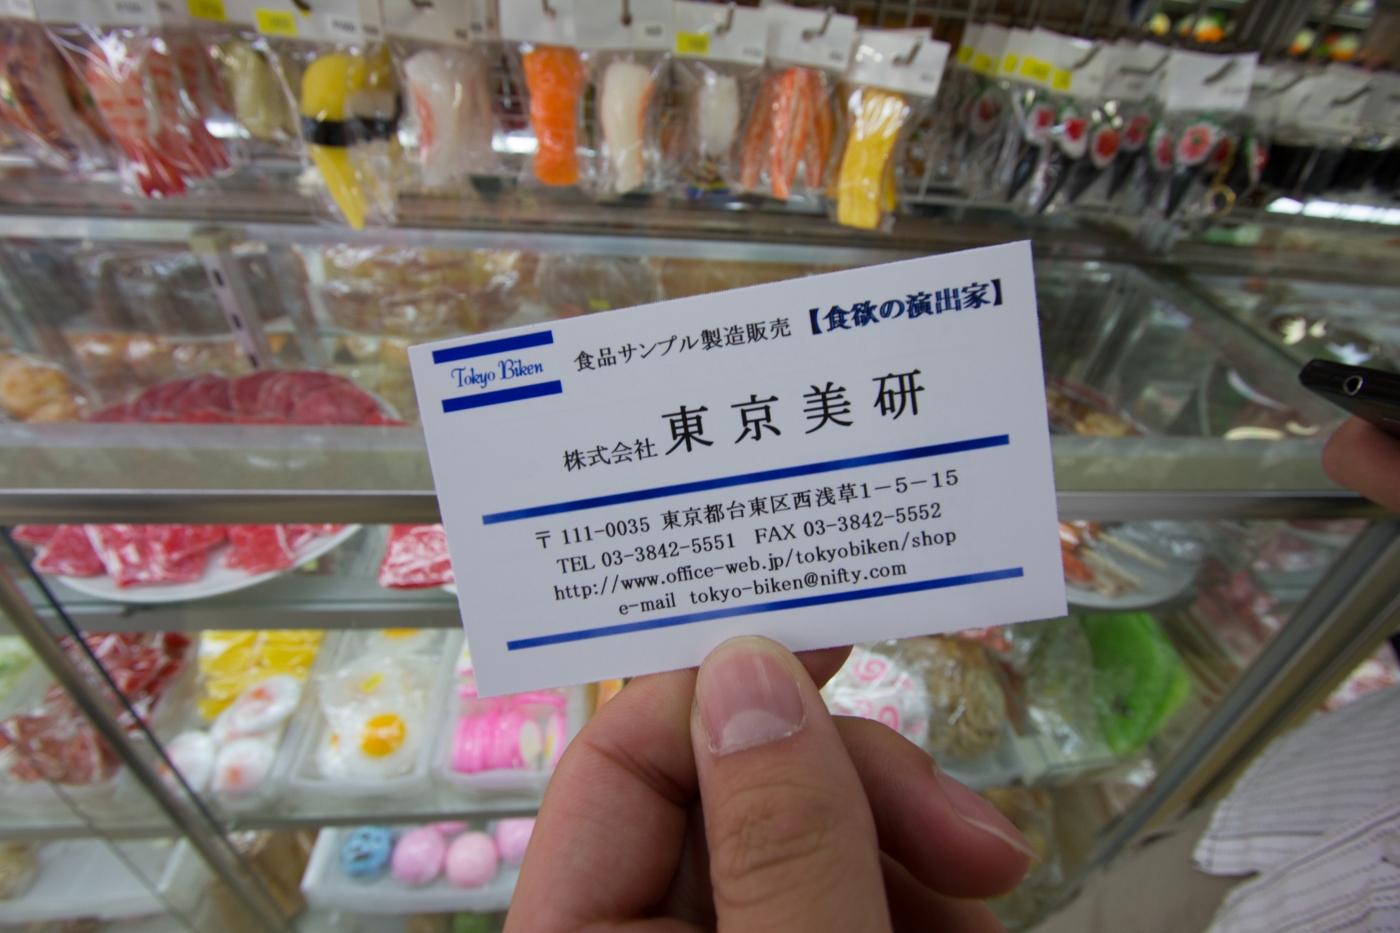 Tokyo Biken
食品サンプル製造販売 【食欲の演出家】
株式会社 東京美研
〒111-0035 東京都台東区西浅草1-5-15
TEL 03-3842-5551 FAX 03-3842-5552
http://www.office-web.jp/tokyobiken/shop
e-mail tokyo-biken@nifty.com